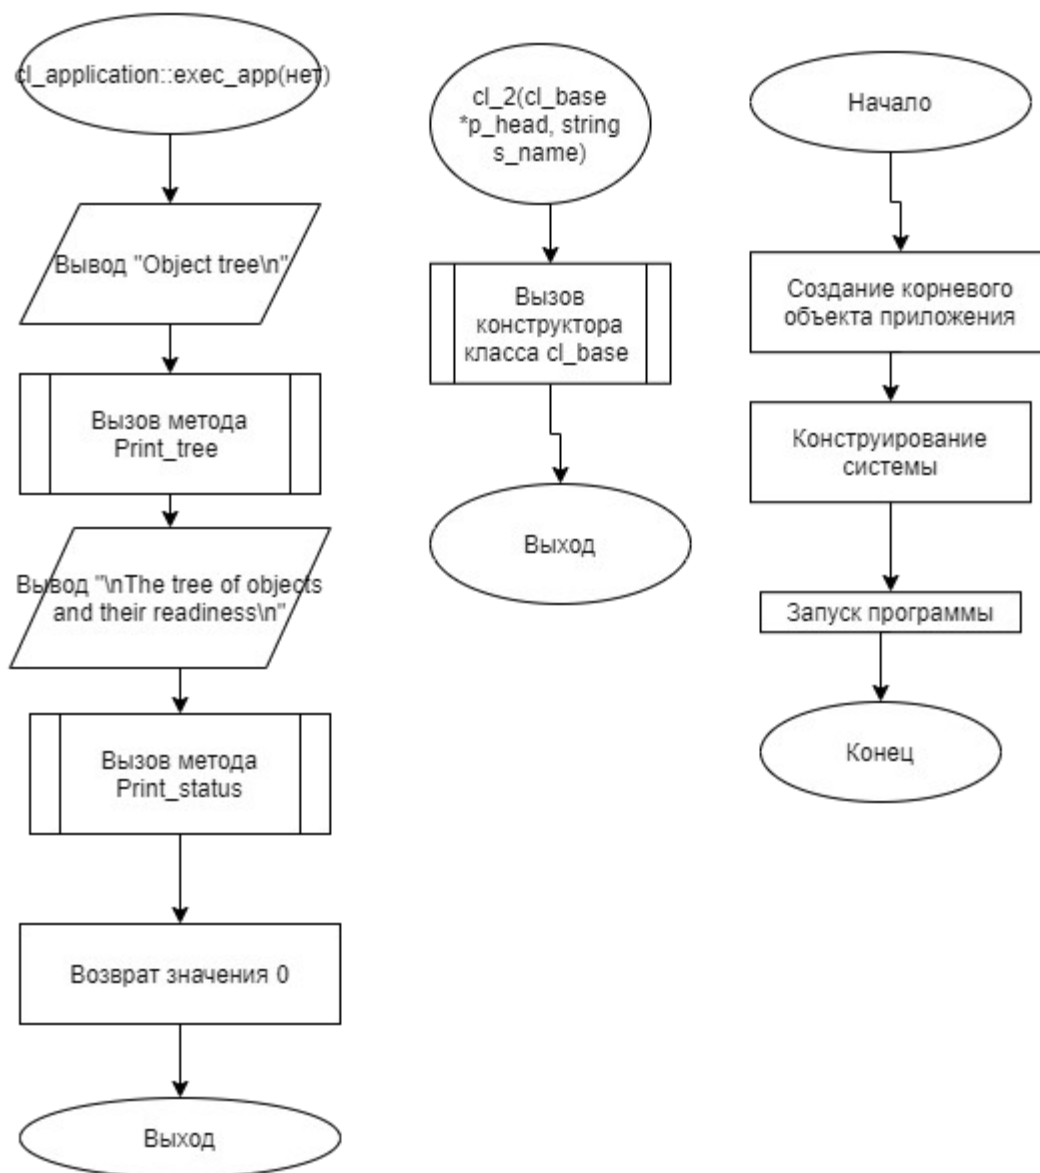 cl_application::exec_app(нет)
Вывод "Object tree\n"
Вызов метода
Print_tree
Вывод "\nThe tree of objects
and their readiness\n"
Вызов метода
Print_status
Возврат значения 0
Выход
cl_2(cl_base
*p_head, string
s_name)
Вызов
конструктора
класса cl_base
Выход
Начало
Создание корневого
объекта приложения
Конструирование
системы
Запуск программы
Конец